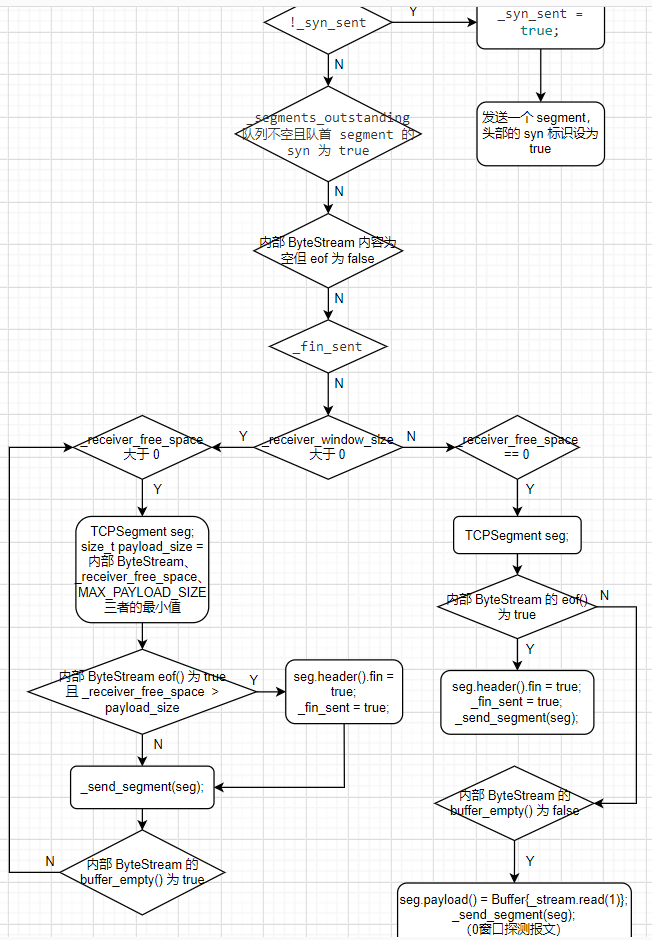 !_syn_sent
Y
_syn_sent =
true;
N
发送一个 segment,
头部的 syn 标识设为
true
_segments_outstanding
队列不空且队首 segment 的
syn 为 true
N
内部 ByteStream 内容为
空但 eof 为 false
N
_fin_sent
N
_receiver_free_space
大于 0
Y
_receiver_window_size
大于 0
N
_receiver_free_space
== 0
Y
Y
TCPSegment seg;
size_t payload_size =
内部 ByteStream、
_receiver_free_space、
MAX_PAYLOAD_SIZE
三者的最小值
TCPSegment seg;
内部 ByteStream 的 eof()
为 true
N
Y
内部 ByteStream eof() 为 true
且 _receiver_free_space >
payload_size
Y
seg.header().fin =
true;
_fin_sent = true;
seg.header().fin = true;
_fin_sent = true;
_send_segment(seg);
N
_send_segment(seg);
内部 ByteStream 的
buffer_empty() 为 false
N
内部 ByteStream 的
buffer_empty() 为 true
Y
seg.payload() = Buffer{_stream.read(1)};
_send_segment(seg);
（0窗口探测报文）